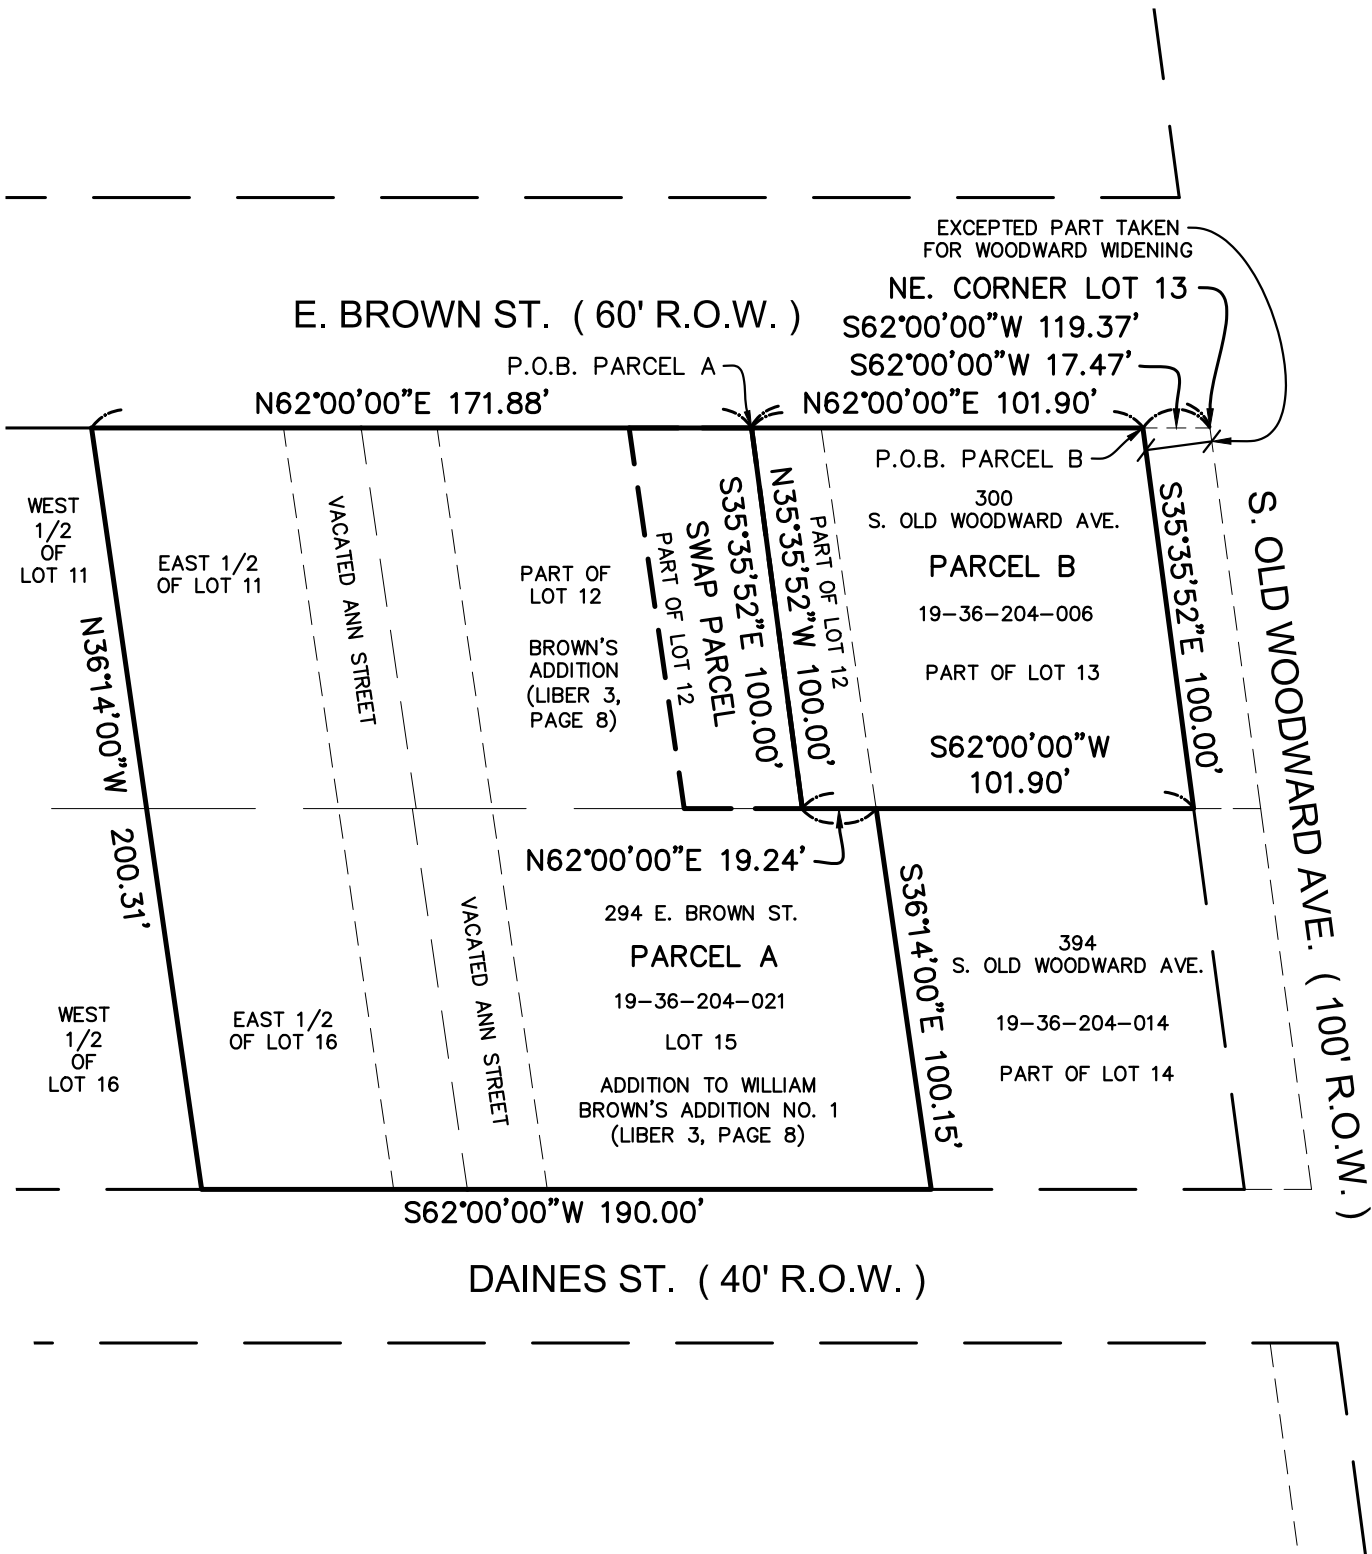 EXCEPTED PART TAKEN
FOR WOODWARD WIDENING
NE. CORNER LOT 13
E. BROWN ST. ( 60' R.O.W. )
S62°00'00"W 119.37'
S62°00'00"W 17.47'
P.O.B. PARCEL A
N62°00'00"E 171.88'
N62°00'00"E 101.90'
P.O.B. PARCEL B
300
S. OLD WOODWARD AVE.
PARCEL B
19-36-204-006
PART OF LOT 13
S62°00'00"W
101.90'
S35°35'52"E 100.00'
S. OLD WOODWARD AVE. ( 100' R.O.W. )
WEST
1/2
OF
LOT 11
N36°14'00"W 200.31'
EAST 1/2
OF LOT 11
VACATED ANN STREET
PART OF
LOT 12
BROWN'S
ADDITION
(LIBER 3,
PAGE 8)
PART OF LOT 12
SWAP PARCEL
S35°35'52"E 100.00'
N35°35'52"W 100.00'
PART OF LOT 12
N62°00'00"E 19.24'
294 E. BROWN ST.
PARCEL A
19-36-204-021
LOT 15
ADDITION TO WILLIAM
BROWN'S ADDITION NO. 1
(LIBER 3, PAGE 8)
S36°14'00"E 100.15'
394
S. OLD WOODWARD AVE.
19-36-204-014
PART OF LOT 14
WEST
1/2
OF
LOT 16
EAST 1/2
OF LOT 16
VACATED ANN STREET
S62°00'00"W 190.00'
DAINES ST. ( 40' R.O.W. )